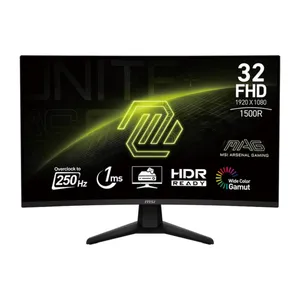 UNITE
32
FHD
1920 X 1080
1500R
MAG
MSI ARSENAL GAMING
Overclock to
250Hz
1ms
HDR
READY
Wide Color
Gamut
msi